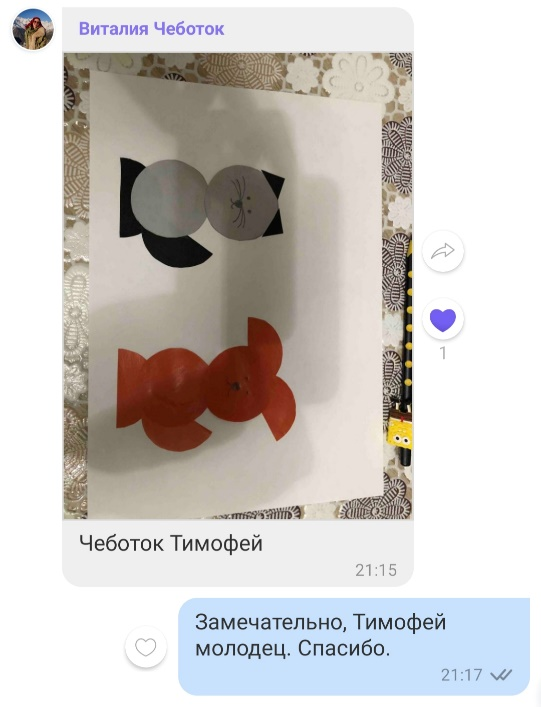 Виталия Чеботок
Чеботок Тимофей
21:15
1
Замечательно, Тимофей
молодец. Спасибо.
21:17